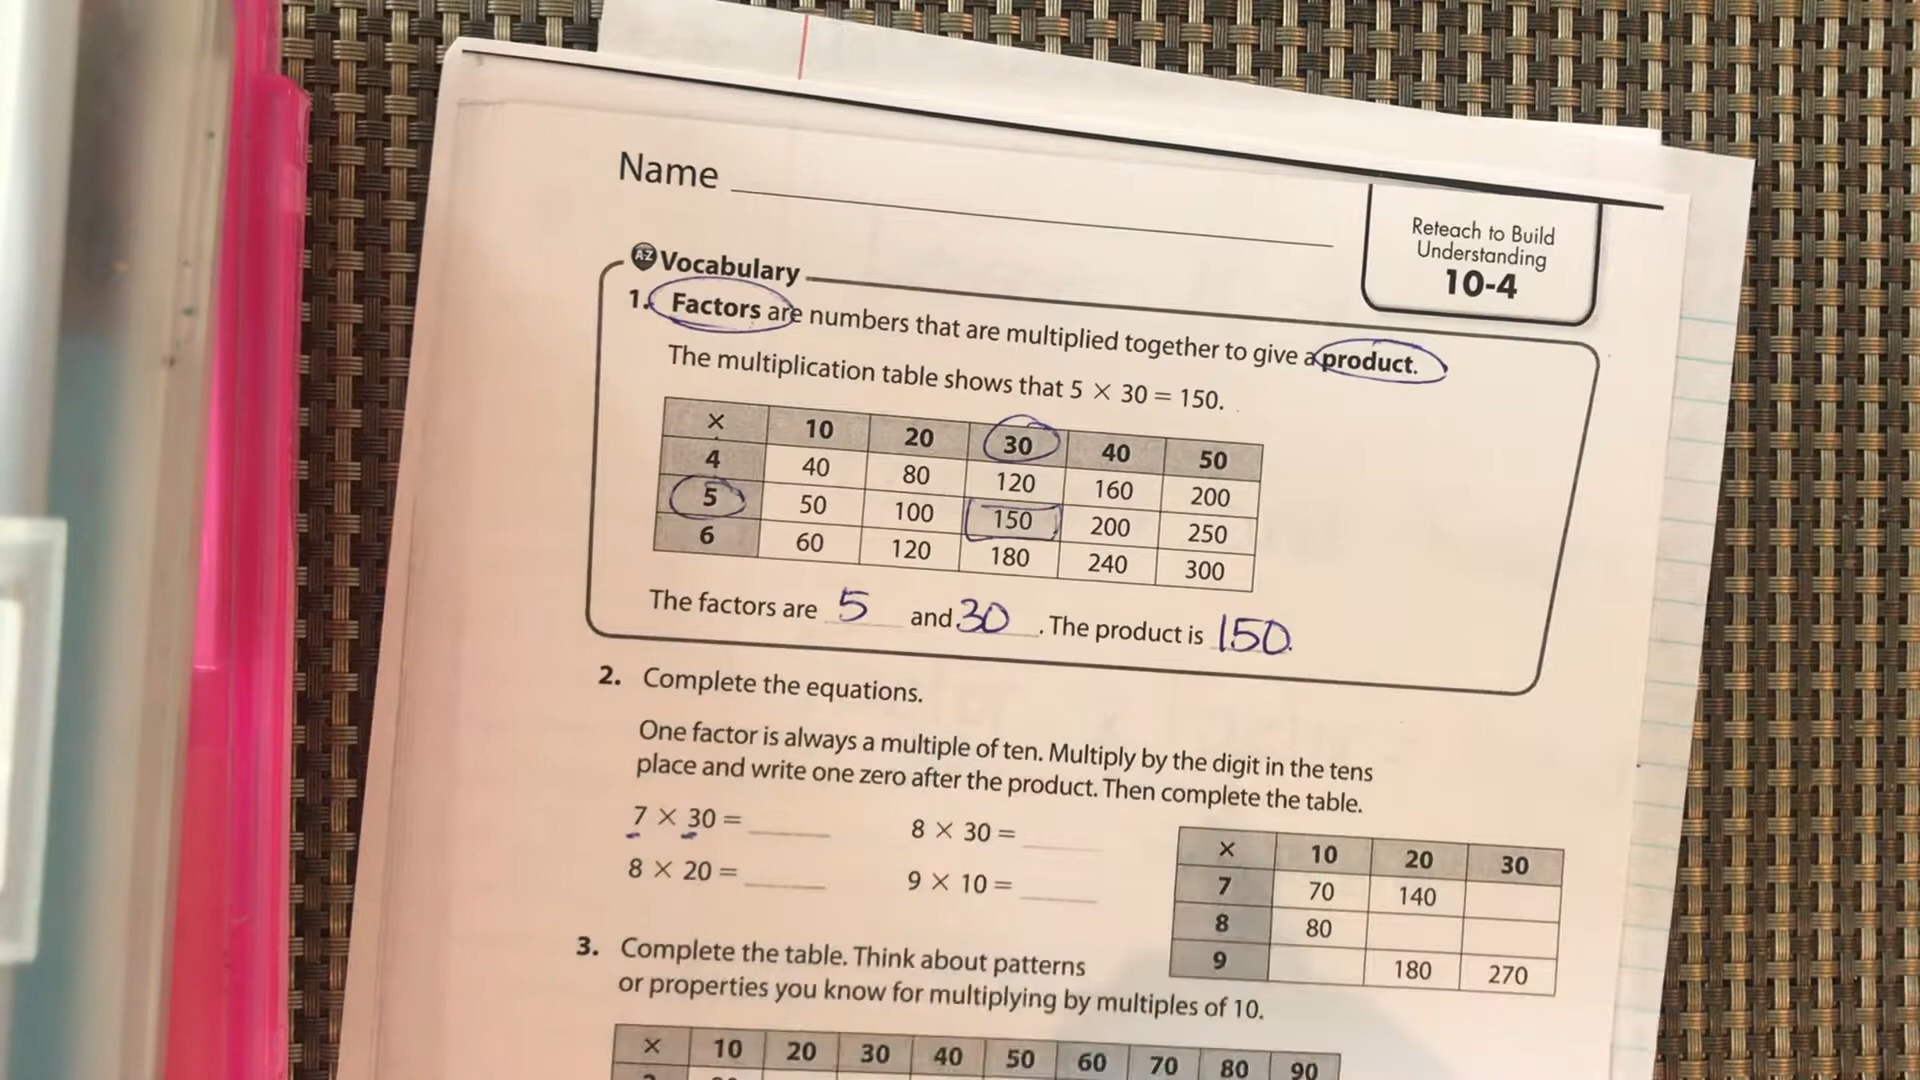 Name
Reteach to Build
Understanding
10-4
A-Z Vocabulary
1. Factors are numbers that are multiplied together to give a product.
The multiplication table shows that 5 × 30 = 150.
× 10 20 30 40 50
4 40 80 120 160 200
5 50 100 150 200 250
6 60 120 180 240 300
The factors are 5 and 30. The product is 150.
2. Complete the equations.
One factor is always a multiple of ten. Multiply by the digit in the tens
place and write one zero after the product. Then complete the table.
7 × 30 = 8 × 30 =
8 × 20 = 9 × 10 =
× 10 20 30
7 70 140
8 80
9 180 270
3. Complete the table. Think about patterns
or properties you know for multiplying by multiples of 10.
× 10 20 30 40 50 60 70 80 90